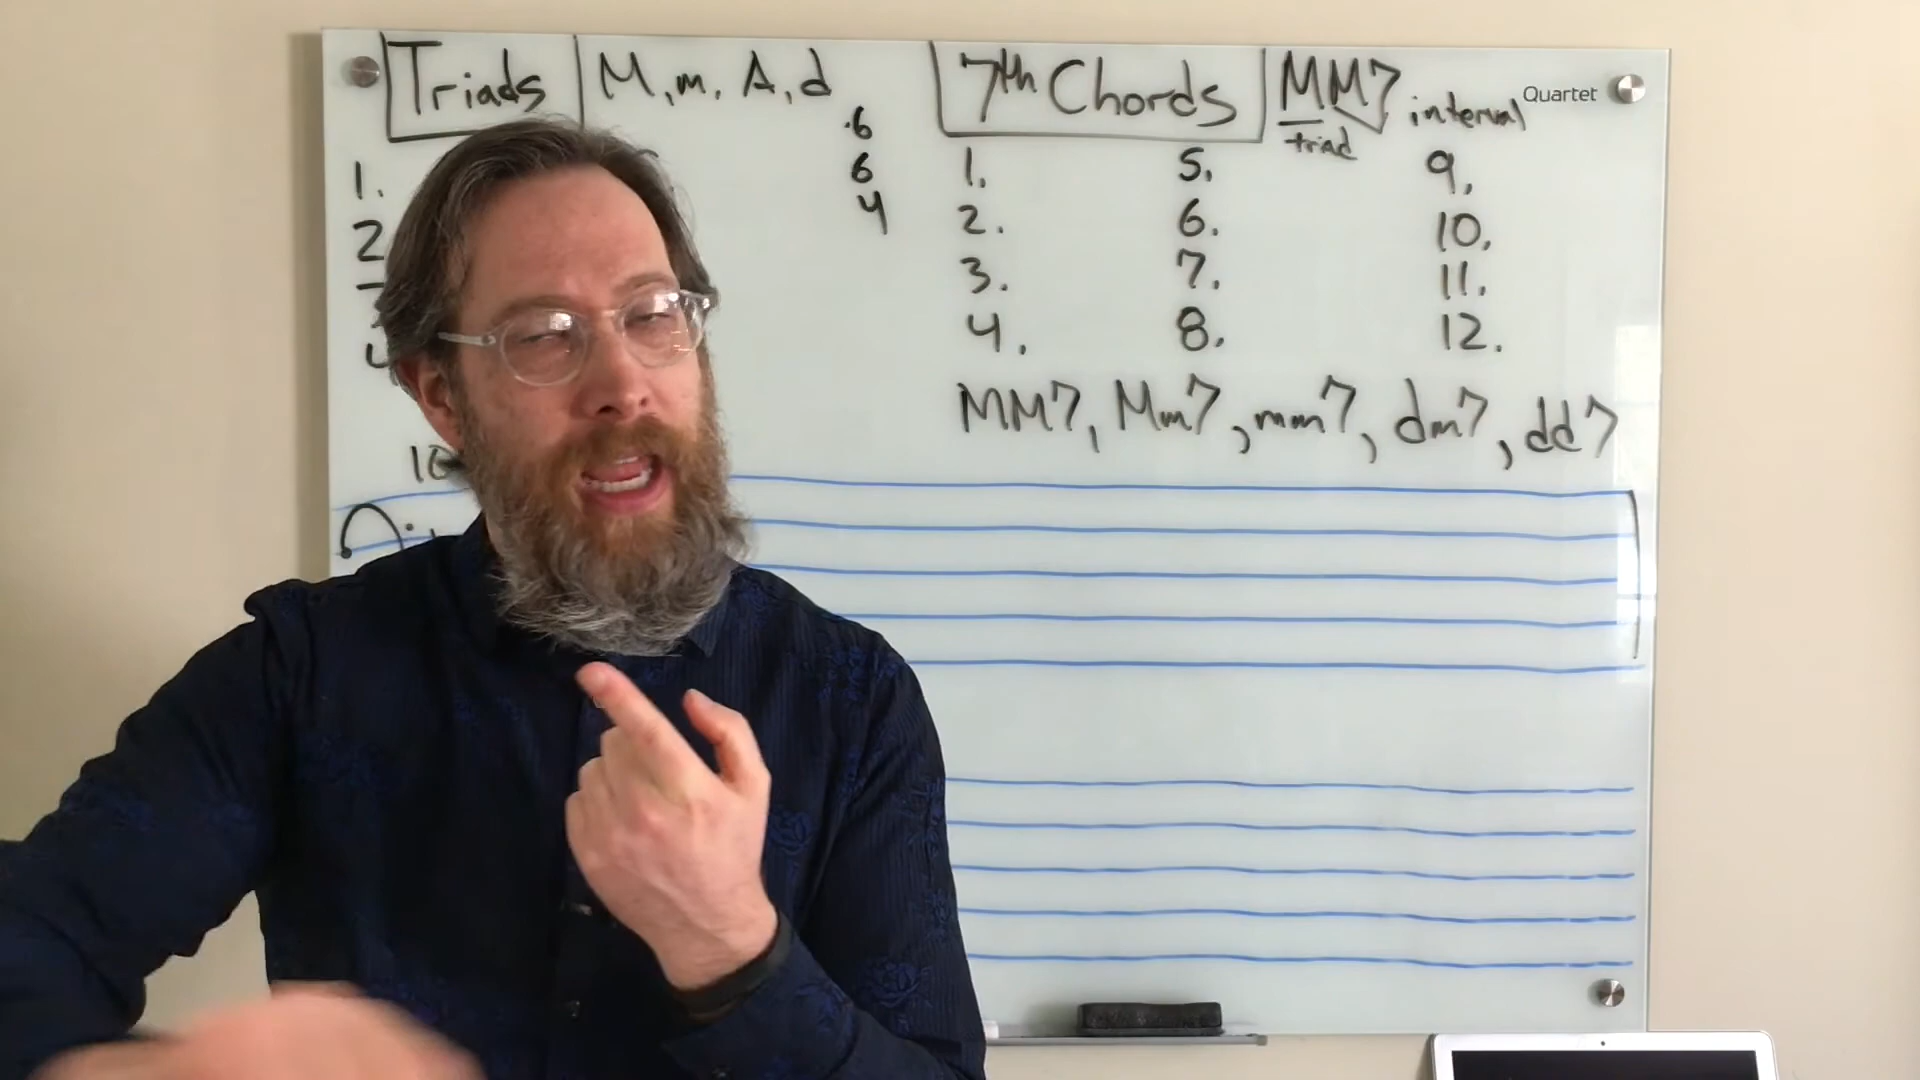 Triads M, m, A, d
.6
6
4
1.
2
7th Chords MM7 interval
triad
Quartet
1. 5. 9.
2. 6. 10.
3. 7. 11.
4. 8. 12.
MM7, Mm7, mm7, dm7, dd7